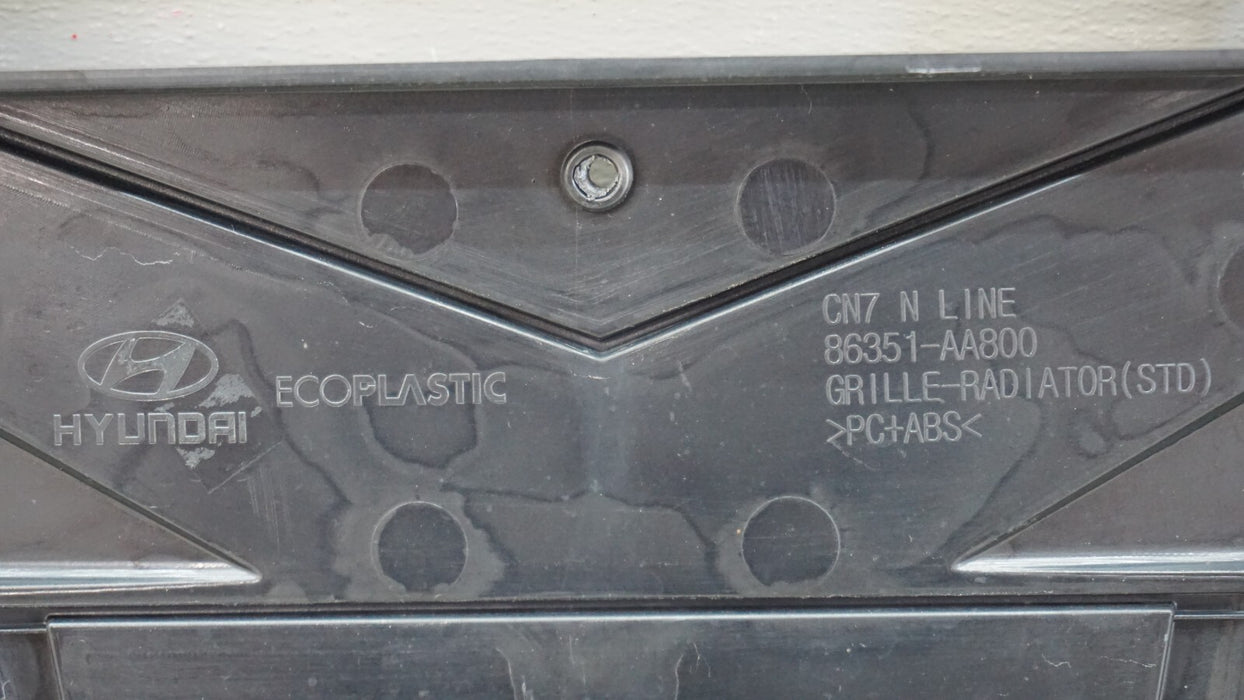 HYUNDAI
ECOPLASTIC
CN7 N LINE
86351-AA800
GRILLE-RADIATOR(STD)
>PC+ABS<